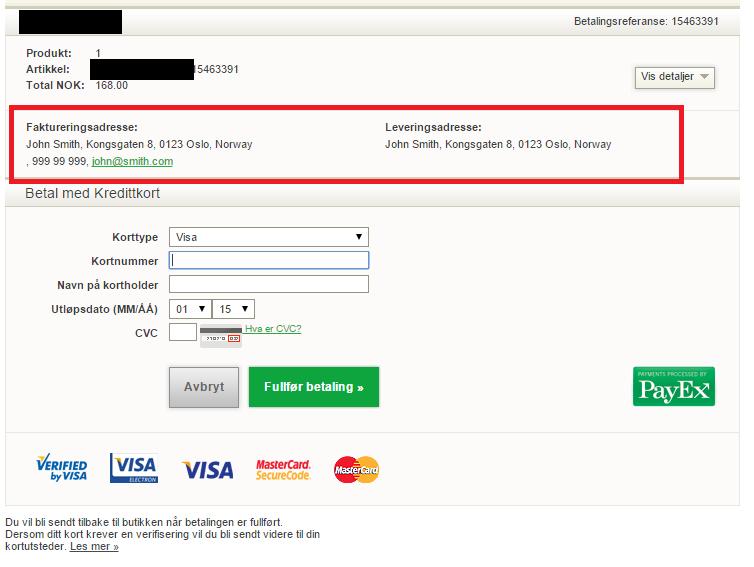 Betalingsreferanse: 15463391
Produkt: 1
Artikkel: 15463391
Total NOK: 168.00
Vis detaljer
Faktureringsadresse: Leveringsadresse:
John Smith, Kongsgaten 8, 0123 Oslo, Norway John Smith, Kongsgaten 8, 0123 Oslo, Norway
, 999 99 999, john@smith.com
Betal med Kredittkort
Korttype Visa
Kortnummer
Navn på kortholder
Utløpsdato (MM/ÅÅ) 01 15
CVC Hva er CVC?
Avbryt Fullfør betaling »
PAYMENTS PROCESSED BY
PayEx
VERIFIED by VISA VISA ELECTRON VISA MasterCard. SecureCode. MasterCard
Du vil bli sendt tilbake til butikken når betalingen er fullført.
Dersom ditt kort krever en verifisering vil du bli sendt videre til din
kortutsteder. Les mer »